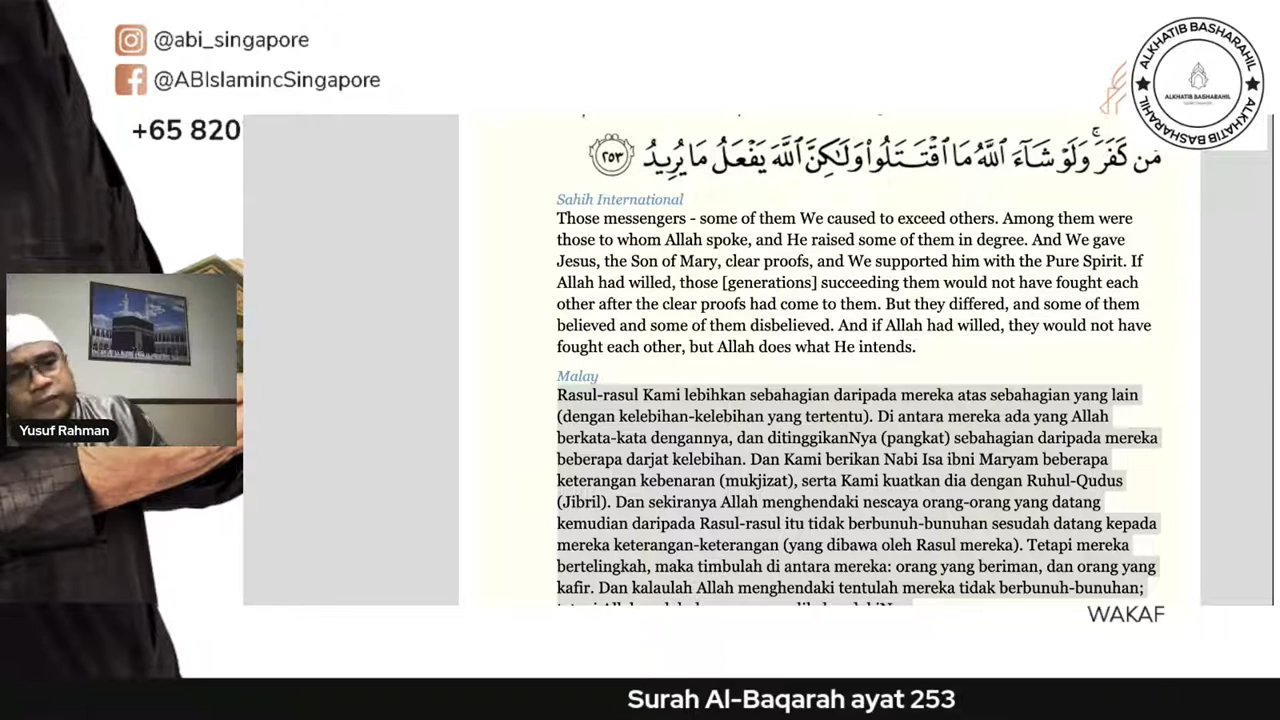 @abi_singapore
@ABIslamincSingapore
+65 820
ALKHATIB BASHARAHIL
ALKHATIB BASHARAHIL
ALKHATIB BASHARAHIL
مَّن كَفَرَ ۚ وَلَوْ شَآءَ ٱللَّهُ مَا ٱقْتَتَلُوا۟ وَلَـٰكِنَّ ٱللَّهَ يَفْعَلُ مَا يُرِيدُ ٢٥٣
Sahih International
Those messengers - some of them We caused to exceed others. Among them were
those to whom Allah spoke, and He raised some of them in degree. And We gave
Jesus, the Son of Mary, clear proofs, and We supported him with the Pure Spirit. If
Allah had willed, those [generations] succeeding them would not have fought each
other after the clear proofs had come to them. But they differed, and some of them
believed and some of them disbelieved. And if Allah had willed, they would not have
fought each other, but Allah does what He intends.
Malay
Rasul-rasul Kami lebihkan sebahagian daripada mereka atas sebahagian yang lain
(dengan kelebihan-kelebihan yang tertentu). Di antara mereka ada yang Allah
berkata-kata dengannya, dan ditinggikanNya (pangkat) sebahagian daripada mereka
beberapa darjat kelebihan. Dan Kami berikan Nabi Isa ibni Maryam beberapa
keterangan kebenaran (mukjizat), serta Kami kuatkan dia dengan Ruhul-Qudus
(Jibril). Dan sekiranya Allah menghendaki nescaya orang-orang yang datang
kemudian daripada Rasul-rasul itu tidak berbunuh-bunuhan sesudah datang kepada
mereka keterangan-keterangan (yang dibawa oleh Rasul mereka). Tetapi mereka
bertelingkah, maka timbulah di antara mereka: orang yang beriman, dan orang yang
kafir. Dan kalaulah Allah menghendaki tentulah mereka tidak berbunuh-bunuhan;
Yusuf Rahman
WAKAF
Surah Al-Baqarah ayat 253